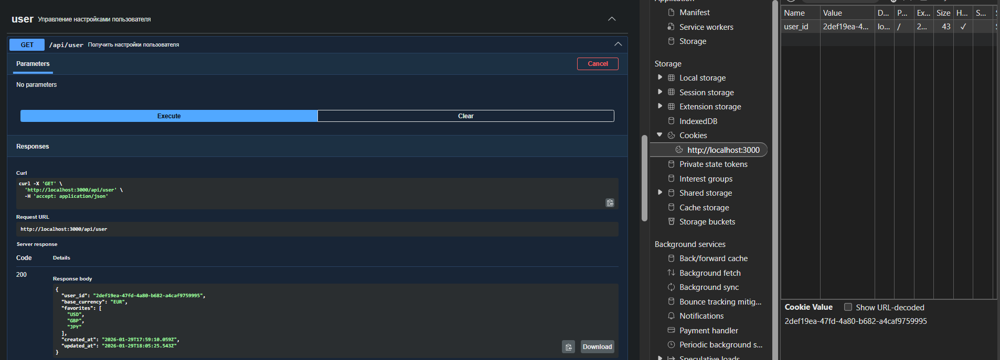 user Управление настройками пользователя
GET /api/user Получить настройки пользователя
Parameters
Cancel
No parameters
Execute
Clear
Responses
Curl
curl -X 'GET' \
'http://localhost:3000/api/user' \
-H 'accept: application/json'
Request URL
http://localhost:3000/api/user
Server response
Code Details
200
Response body
{
"user_id": "2def19ea-47fd-4a80-b682-a4caf9759995",
"base_currency": "EUR",
"favorites": [
"USD",
"GBP",
"JPY"
],
"created_at": "2026-01-29T17:59:10.059Z",
"updated_at": "2026-01-29T18:05:25.543Z"
}
Download
Application
Manifest
Service workers
Storage
Storage
Local storage
Session storage
Extension storage
IndexedDB
Cookies
http://localhost:3000
Private state tokens
Interest groups
Shared storage
Cache storage
Storage buckets
Background services
Back/forward cache
Background fetch
Background sync
Bounce tracking mitig...
Notifications
Payment handler
Periodic background s...
Speculative loads
Name Value D... P... Ex... Size H... S...
user_id 2def19ea-4... lo... / 2... 43 ✓
Cookie Value Show URL-decoded
2def19ea-47fd-4a80-b682-a4caf9759995